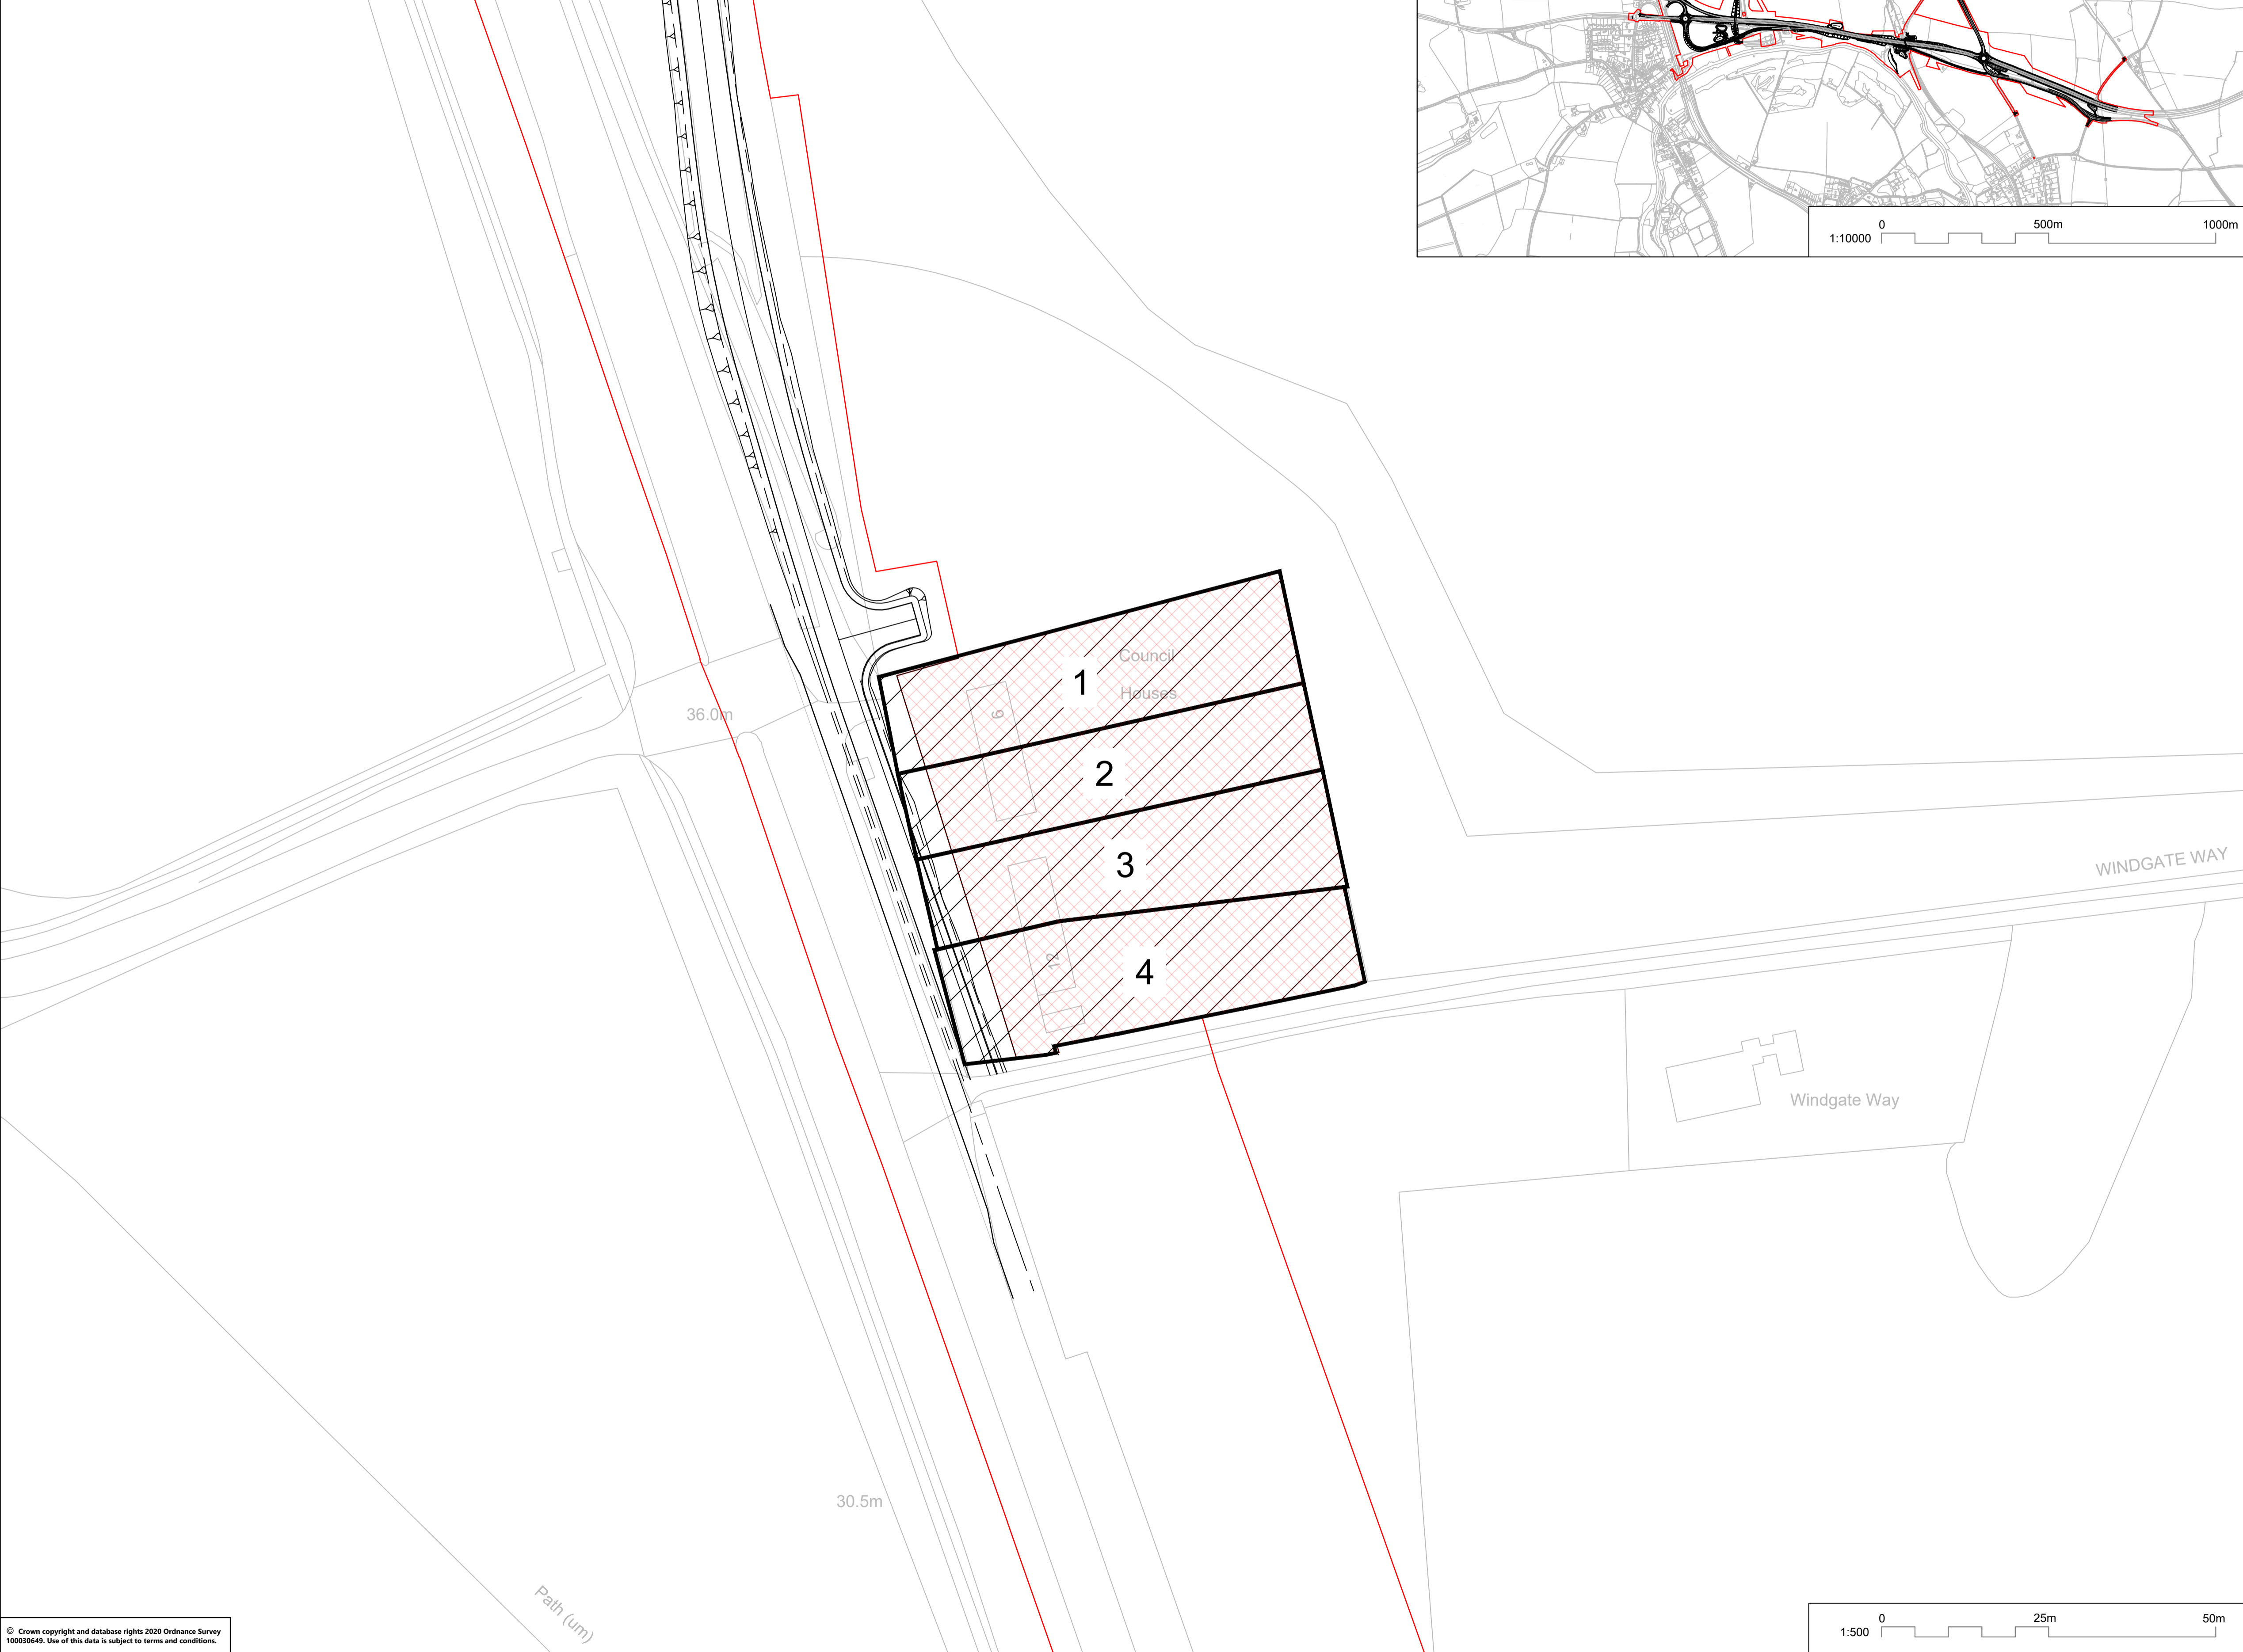 0 500m 1000m
1:10000
Council
1
Houses
9
36.0m
2
3
WINDGATE WAY
12
4
Windgate Way
30.5m
Path (um)
0 25m 50m
1:500
© Crown copyright and database rights 2020 Ordnance Survey
100030649. Use of this data is subject to terms and conditions.